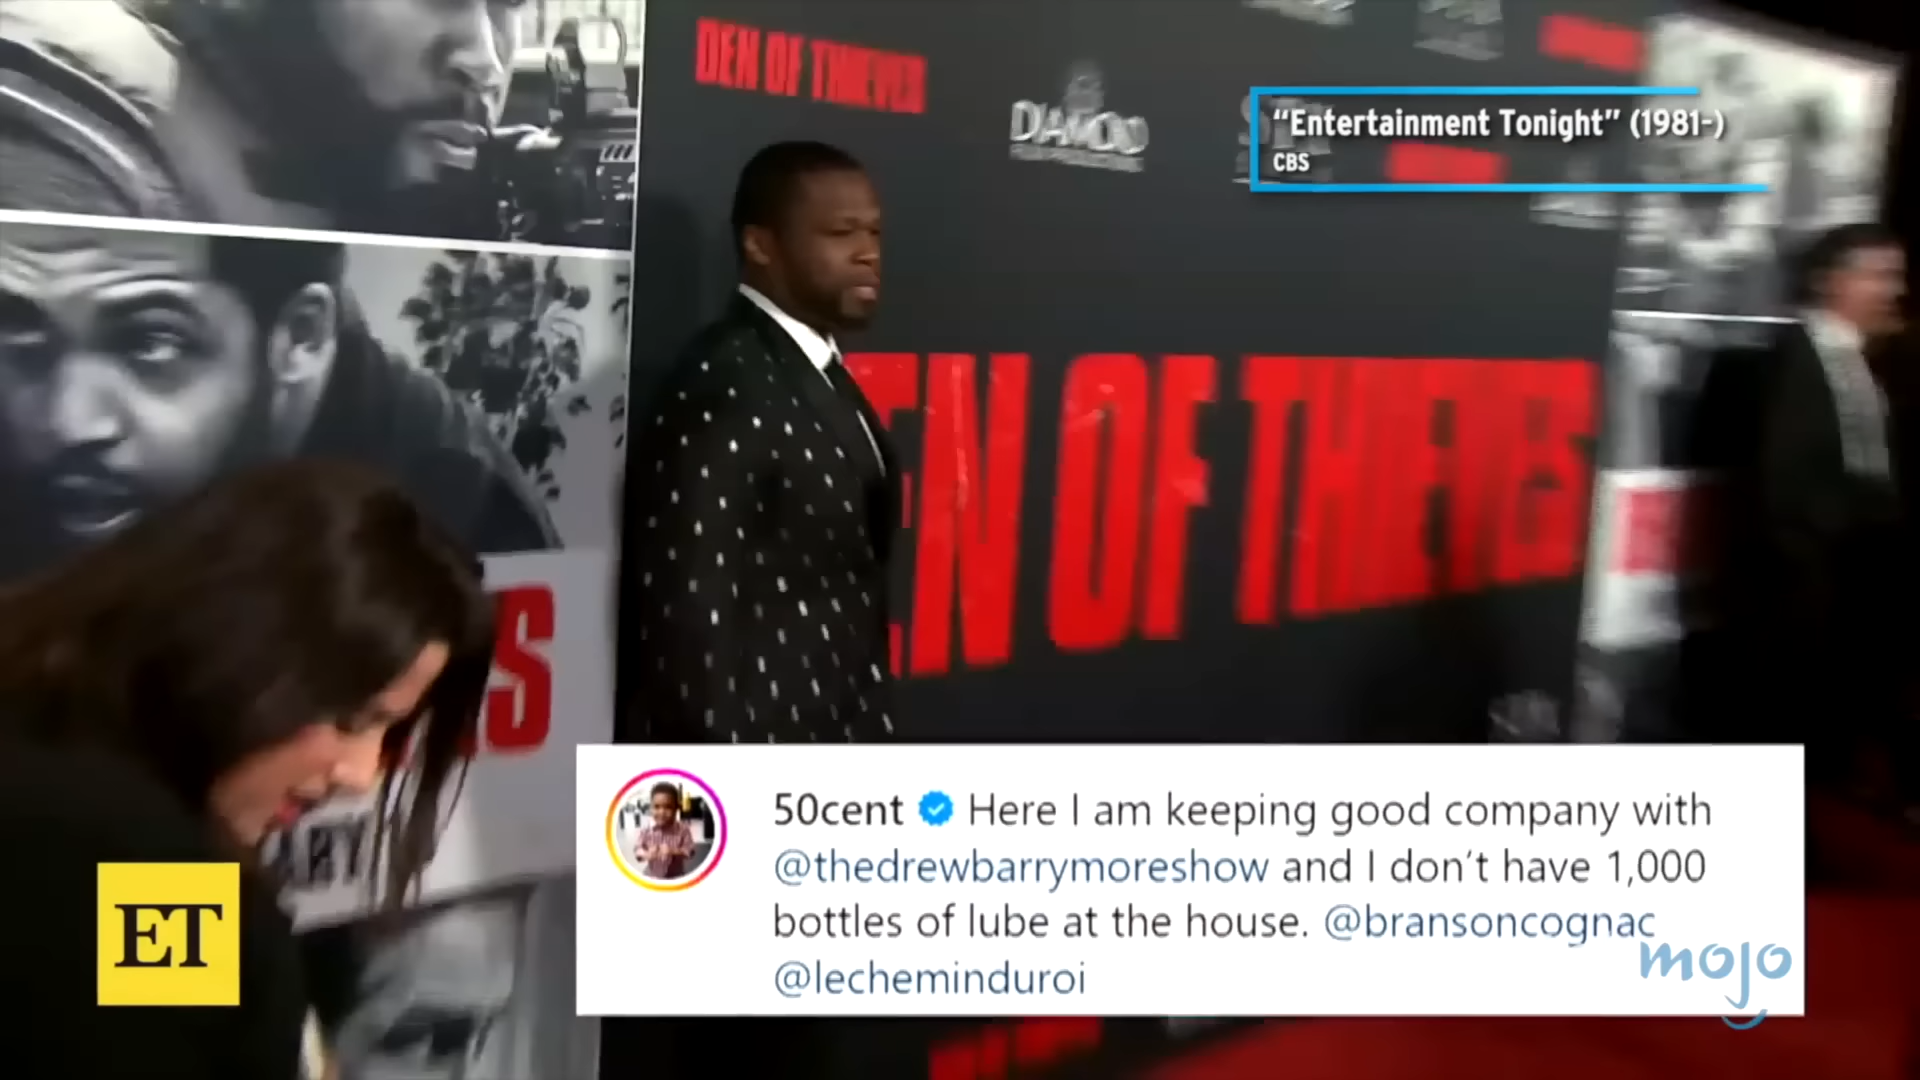 DEN OF THIEVES
“Entertainment Tonight” (1981-)
CBS
EN OF THIEVES
S
ET
50cent Here I am keeping good company with
@thedrewbarrymoreshow and I don’t have 1,000
bottles of lube at the house. @bransoncognac
@lecheminduroi
mojo